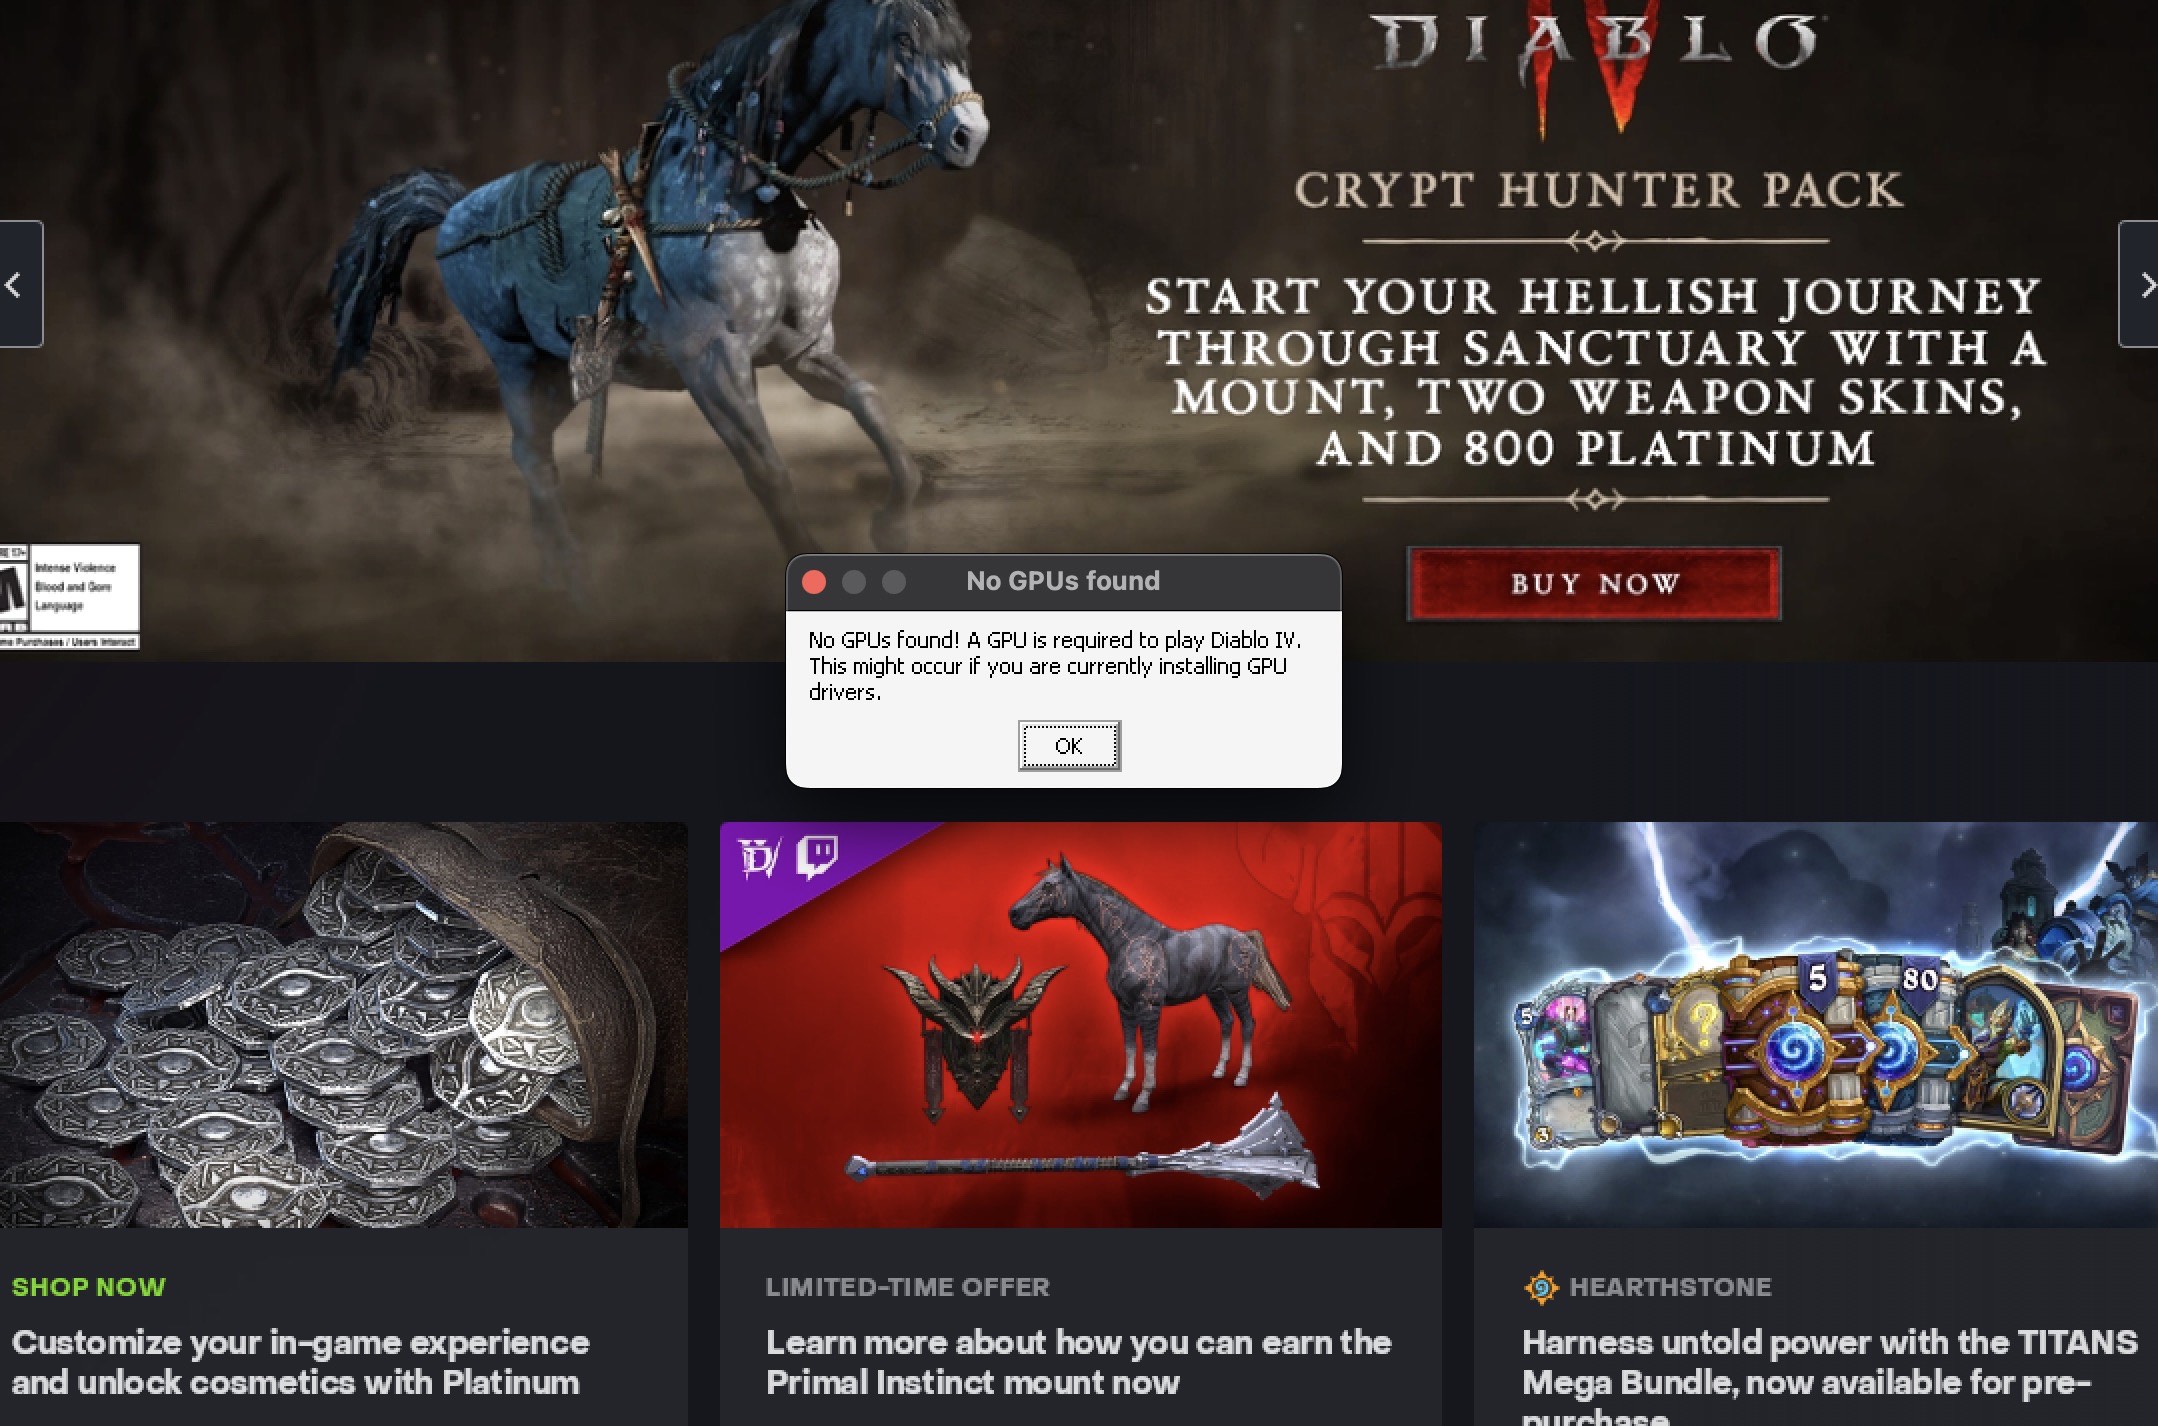 DIABLO
IV
CRYPT HUNTER PACK
START YOUR HELLISH JOURNEY
THROUGH SANCTUARY WITH A
MOUNT, TWO WEAPON SKINS,
AND 800 PLATINUM
BUY NOW
Intense Violence
Blood and Gore
Language
Purchases / Users Interact
No GPUs found
No GPUs found! A GPU is required to play Diablo IV.
This might occur if you are currently installing GPU
drivers.
OK
5
80
5
3
?
SHOP NOW
Customize your in-game experience
and unlock cosmetics with Platinum
LIMITED-TIME OFFER
Learn more about how you can earn the
Primal Instinct mount now
HEARTHSTONE
Harness untold power with the TITANS
Mega Bundle, now available for pre-
purchase